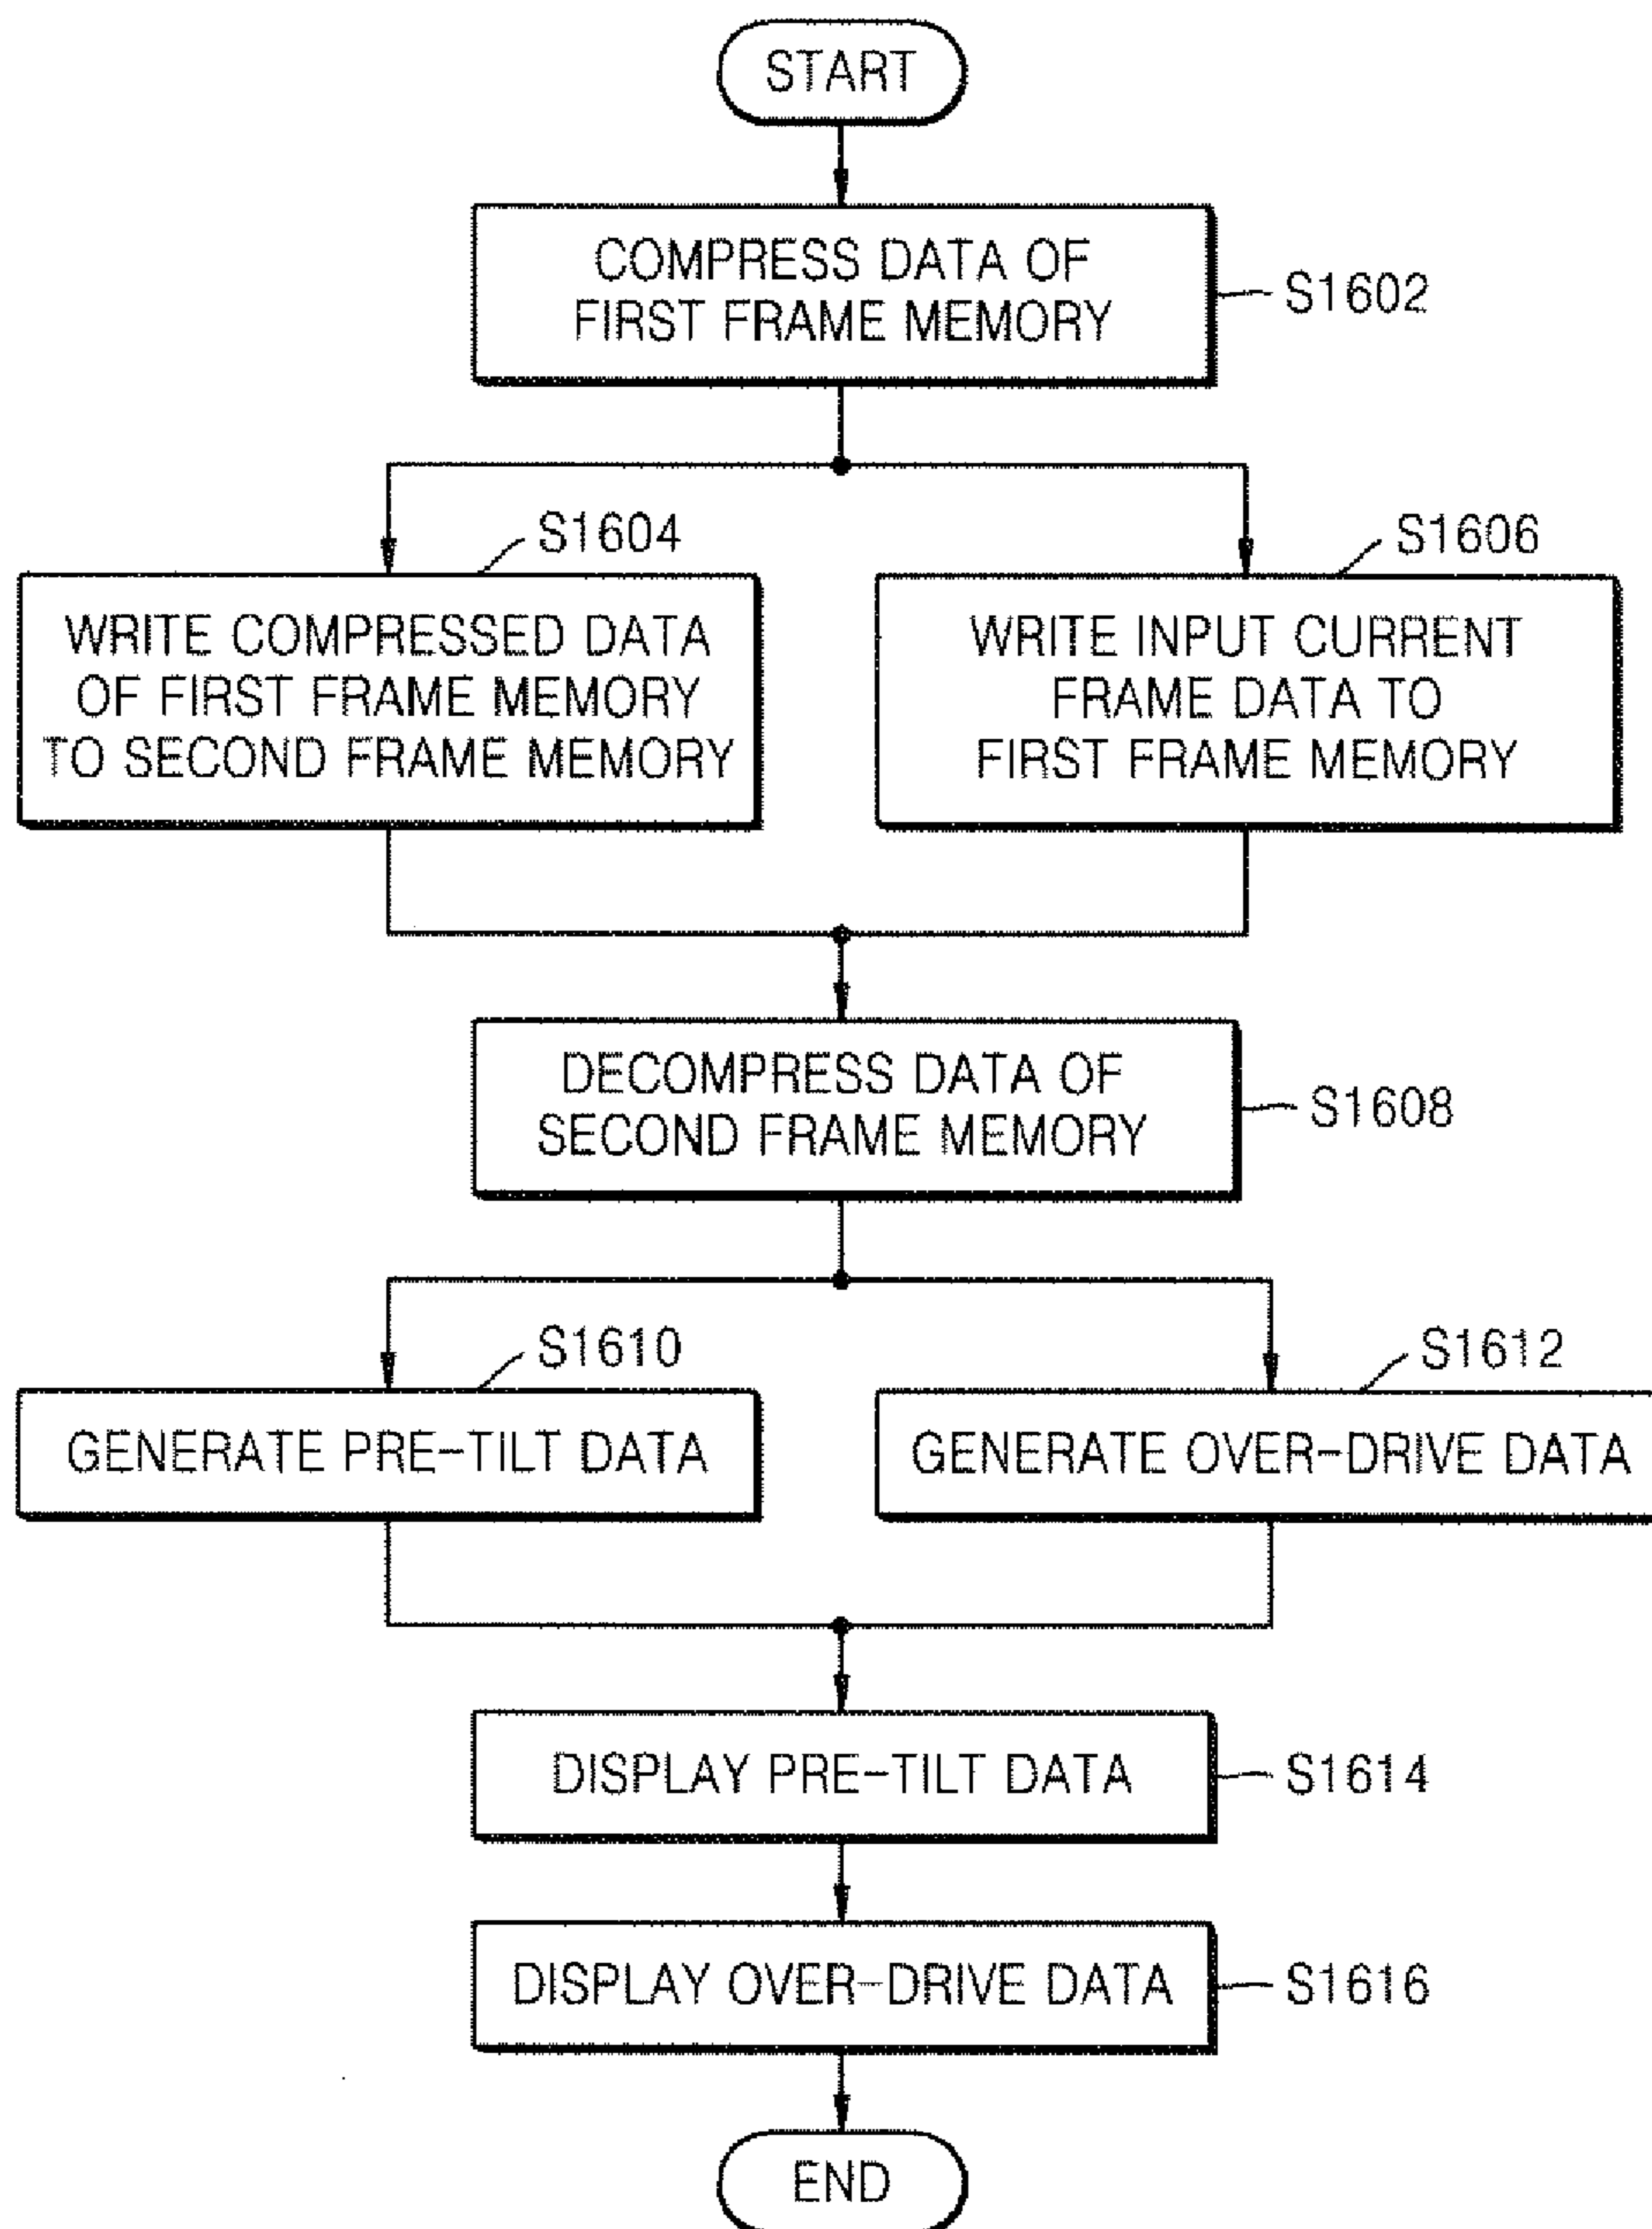 START
COMPRESS DATA OF
FIRST FRAME MEMORY
S1602
S1604
S1606
WRITE COMPRESSED DATA
OF FIRST FRAME MEMORY
TO SECOND FRAME MEMORY
WRITE INPUT CURRENT
FRAME DATA TO
FIRST FRAME MEMORY
DECOMPRESS DATA OF
SECOND FRAME MEMORY
S1608
S1610
S1612
GENERATE PRE-TILT DATA
GENERATE OVER-DRIVE DATA
DISPLAY PRE-TILT DATA
S1614
DISPLAY OVER-DRIVE DATA
S1616
END